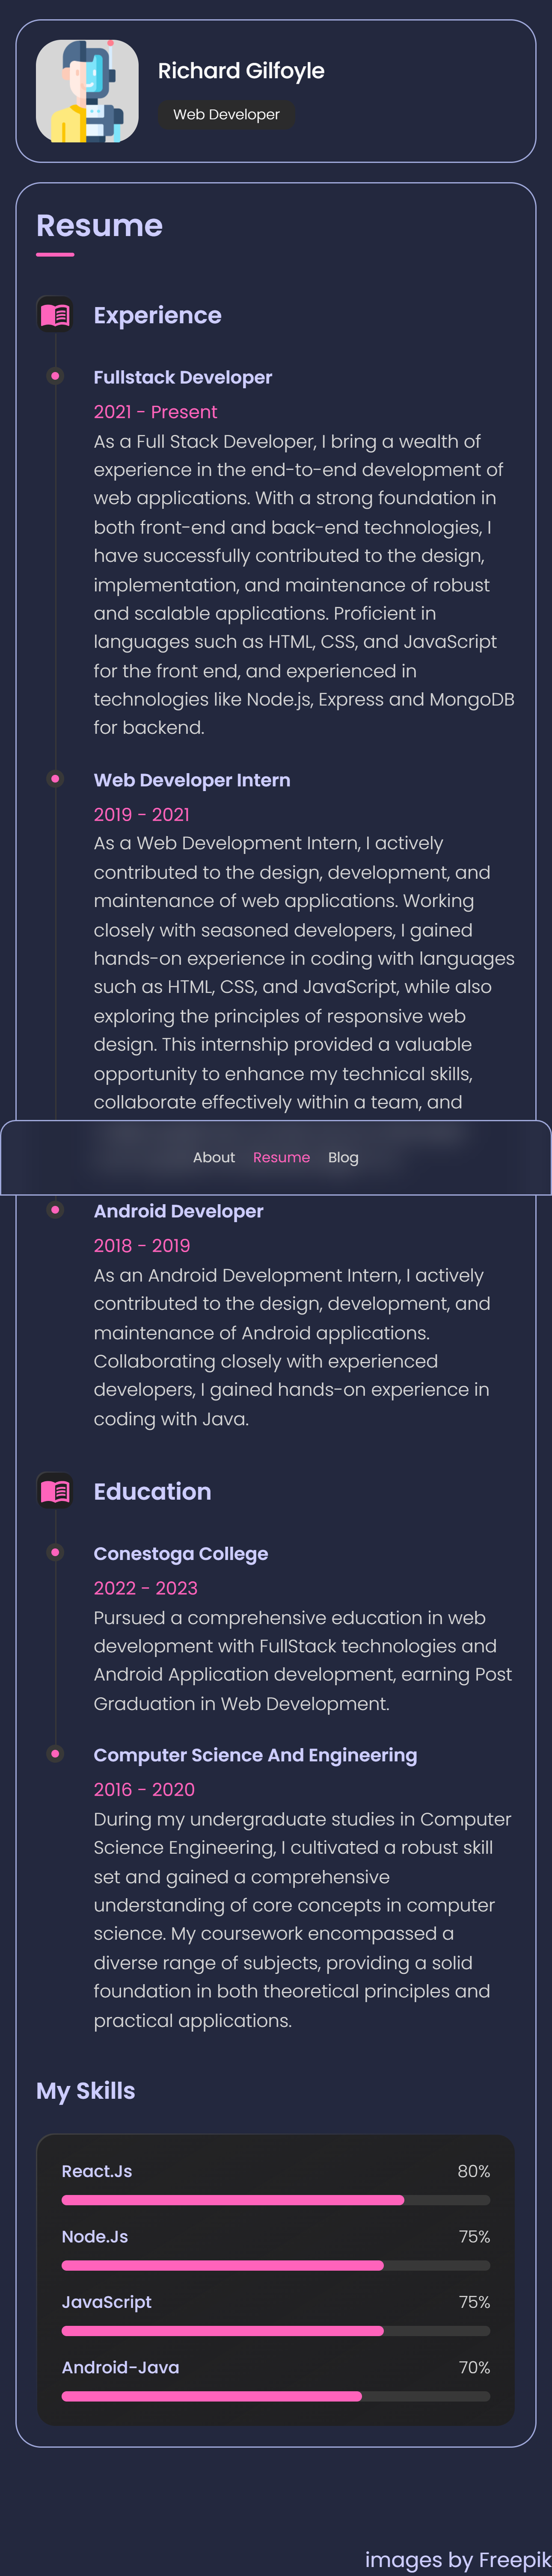 Richard Gilfoyle
Web Developer
Resume
Experience
Fullstack Developer
2021 - Present
As a Full Stack Developer, I bring a wealth of
experience in the end-to-end development of
web applications. With a strong foundation in
both front-end and back-end technologies, I
have successfully contributed to the design,
implementation, and maintenance of robust
and scalable applications. Proficient in
languages such as HTML, CSS, and JavaScript
for the front end, and experienced in
technologies like Node.js, Express and MongoDB
for backend.
Web Developer Intern
2019 - 2021
As a Web Development Intern, I actively
contributed to the design, development, and
maintenance of web applications. Working
closely with seasoned developers, I gained
hands-on experience in coding with languages
such as HTML, CSS, and JavaScript, while also
exploring the principles of responsive web
design. This internship provided a valuable
opportunity to enhance my technical skills,
collaborate effectively within a team, and
About Resume Blog
Android Developer
2018 - 2019
As an Android Development Intern, I actively
contributed to the design, development, and
maintenance of Android applications.
Collaborating closely with experienced
developers, I gained hands-on experience in
coding with Java.
Education
Conestoga College
2022 - 2023
Pursued a comprehensive education in web
development with FullStack technologies and
Android Application development, earning Post
Graduation in Web Development.
Computer Science And Engineering
2016 - 2020
During my undergraduate studies in Computer
Science Engineering, I cultivated a robust skill
set and gained a comprehensive
understanding of core concepts in computer
science. My coursework encompassed a
diverse range of subjects, providing a solid
foundation in both theoretical principles and
practical applications.
My Skills
React.Js 80%
Node.Js 75%
JavaScript 75%
Android-Java 70%
images by Freepik